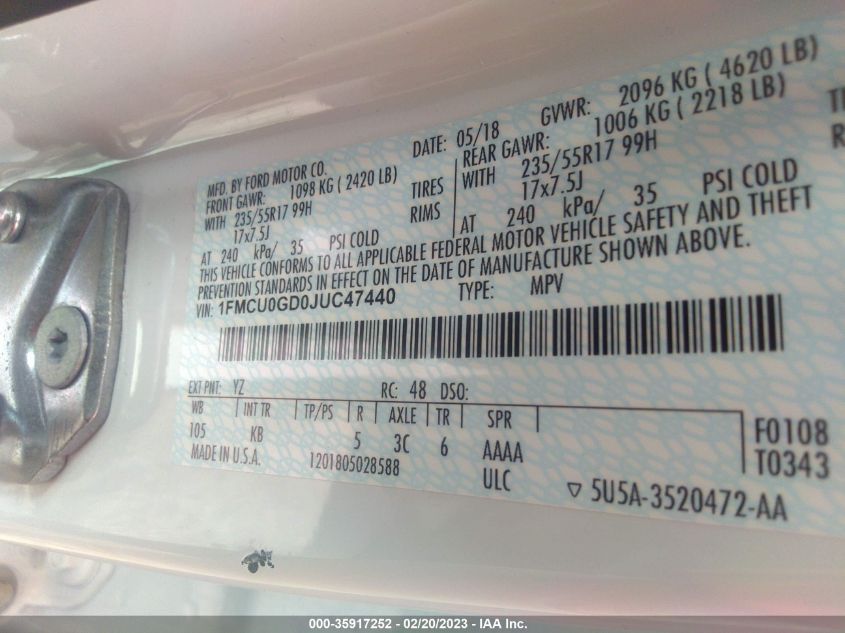 MFD. BY FORD MOTOR CO.
DATE: 05/18
GVWR: 2096 KG ( 4620 LB)
FRONT GAWR: 1098 KG ( 2420 LB)
REAR GAWR: 1006 KG ( 2218 LB)
WITH 235/55R17 99H TIRES
WITH 235/55R17 99H
17x7.5J RIMS
17x7.5J
AT 240 kPa/ 35 PSI COLD
AT 240 kPa/ 35 PSI COLD
THIS VEHICLE CONFORMS TO ALL APPLICABLE FEDERAL MOTOR VEHICLE SAFETY AND THEFT
PREVENTION STANDARDS IN EFFECT ON THE DATE OF MANUFACTURE SHOWN ABOVE.
VIN: 1FMCU0GD0JUC47440 TYPE: MPV
EXT PNT: YZ RC: 48 DSO:
WB INT TR TP/PS R AXLE TR SPR
105 KB 5 3C 6 AAAA
F0108
T0343
MADE IN U.S.A. 1201805028588 ULC
▽ 5U5A-3520472-AA
000-35917252 - 02/20/2023 - IAA Inc.